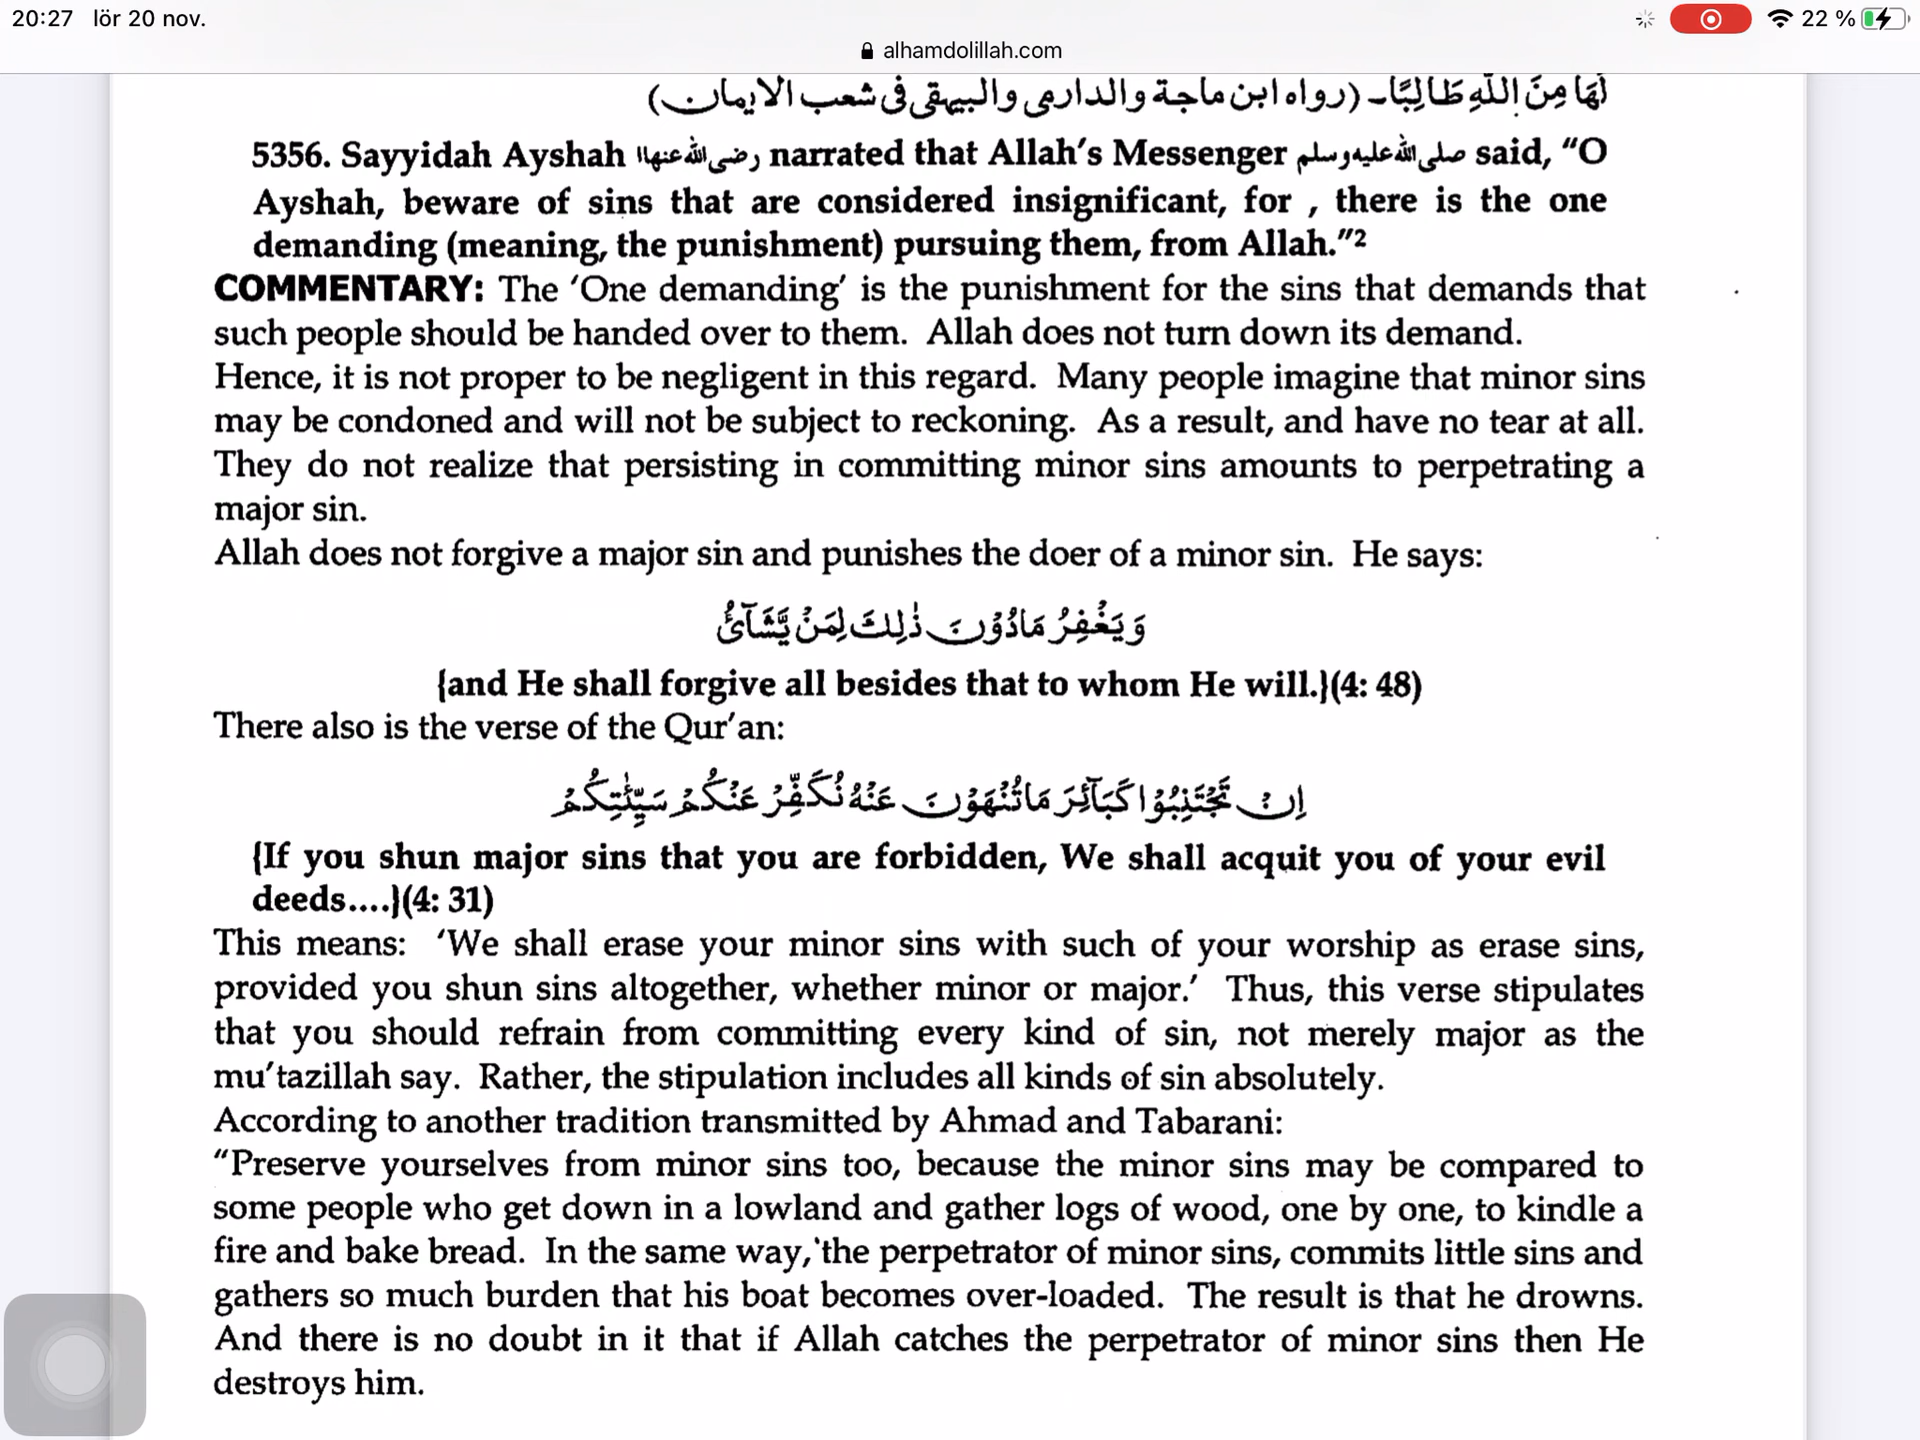 20:27 lör 20 nov.
22 %
alhamdolillah.com
لَهَا مِنَ اللّٰهِ طَالِبًا۔ (رواه ابن ماجة والدارمى والبيهقى فى شعب الايمان)
5356. Sayyidah Ayshah رضى الله عنهاا narrated that Allah's Messenger صلى الله عليه وسلم said, "O
Ayshah, beware of sins that are considered insignificant, for , there is the one
demanding (meaning, the punishment) pursuing them, from Allah."2
COMMENTARY: The 'One demanding' is the punishment for the sins that demands that
such people should be handed over to them. Allah does not turn down its demand.
Hence, it is not proper to be negligent in this regard. Many people imagine that minor sins
may be condoned and will not be subject to reckoning. As a result, and have no tear at all.
They do not realize that persisting in committing minor sins amounts to perpetrating a
major sin.
Allah does not forgive a major sin and punishes the doer of a minor sin. He says:
وَيَغْفِرُ مَادُوْنَ ذٰلِكَ لِمَنْ يَّشَآئُ
{and He shall forgive all besides that to whom He will.}(4: 48)
There also is the verse of the Qur'an:
اِنْ تَجْتَنِبُوْا كَبَآئِرَ مَاتُنْهَوْنَ عَنْهُ نُكَفِّرْ عَنْكُمْ سَيِّئٰتِكُمْ
{If you shun major sins that you are forbidden, We shall acquit you of your evil
deeds....}(4: 31)
This means: 'We shall erase your minor sins with such of your worship as erase sins,
provided you shun sins altogether, whether minor or major.' Thus, this verse stipulates
that you should refrain from committing every kind of sin, not merely major as the
mu'tazillah say. Rather, the stipulation includes all kinds of sin absolutely.
According to another tradition transmitted by Ahmad and Tabarani:
"Preserve yourselves from minor sins too, because the minor sins may be compared to
some people who get down in a lowland and gather logs of wood, one by one, to kindle a
fire and bake bread. In the same way, 'the perpetrator of minor sins, commits little sins and
gathers so much burden that his boat becomes over-loaded. The result is that he drowns.
And there is no doubt in it that if Allah catches the perpetrator of minor sins then He
destroys him.